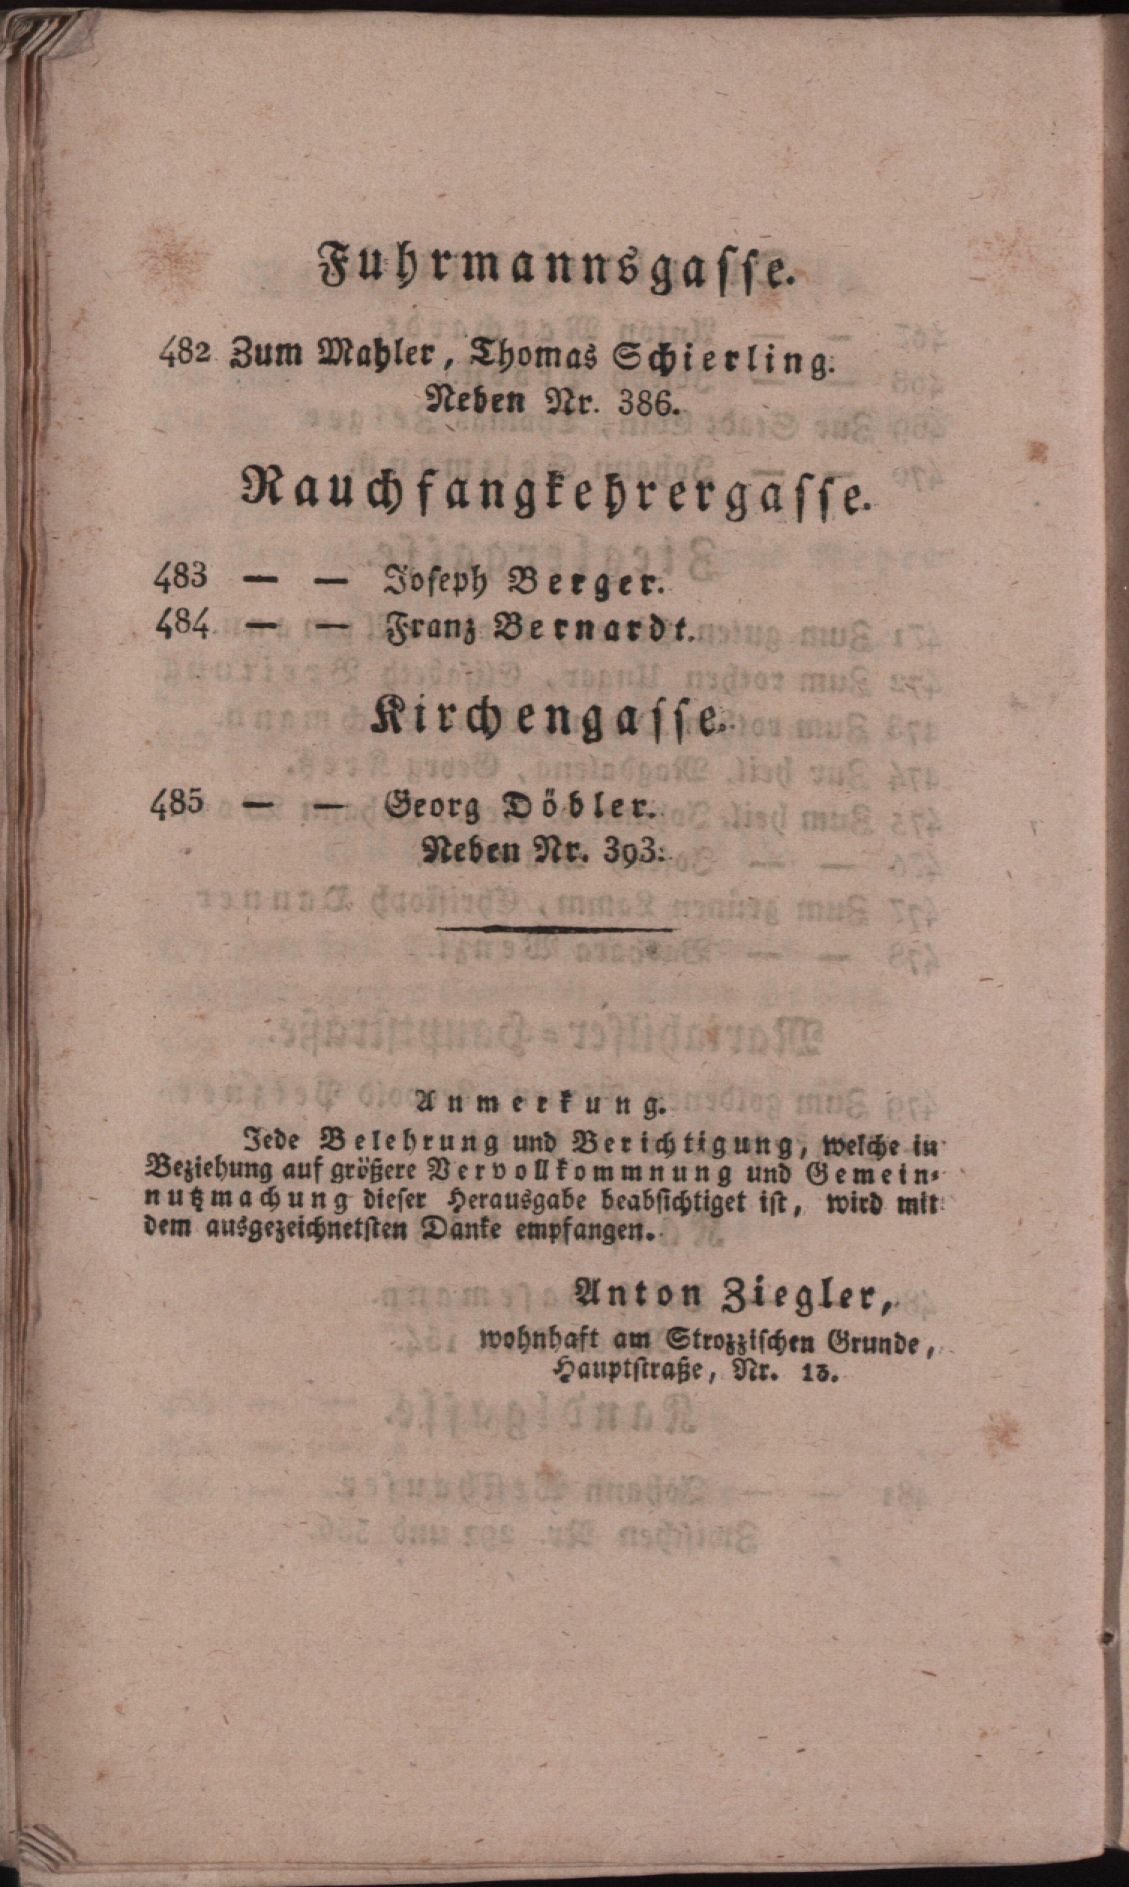 Fuhrmannsgasse.
482 Zum Mahler, Thomas Schierling.
Neben Nr. 386.
Rauchfangkehrergasse.
483 — — Joseph Berger.
484 — — Franz Bernardt.
Kirchengasse.
485 — — Georg Döbler.
Neben Nr. 393.
Anmerkung.
Jede Belehrung und Berichtigung, welche in
Beziehung auf größere Vervollkommnung und Gemein-
nutzmachung dieser Herausgabe beabsichtiget ist, wird mit
dem ausgezeichnetsten Danke empfangen.
Anton Ziegler,
wohnhaft am Strozzischen Grunde,
Hauptstraße, Nr. 13.